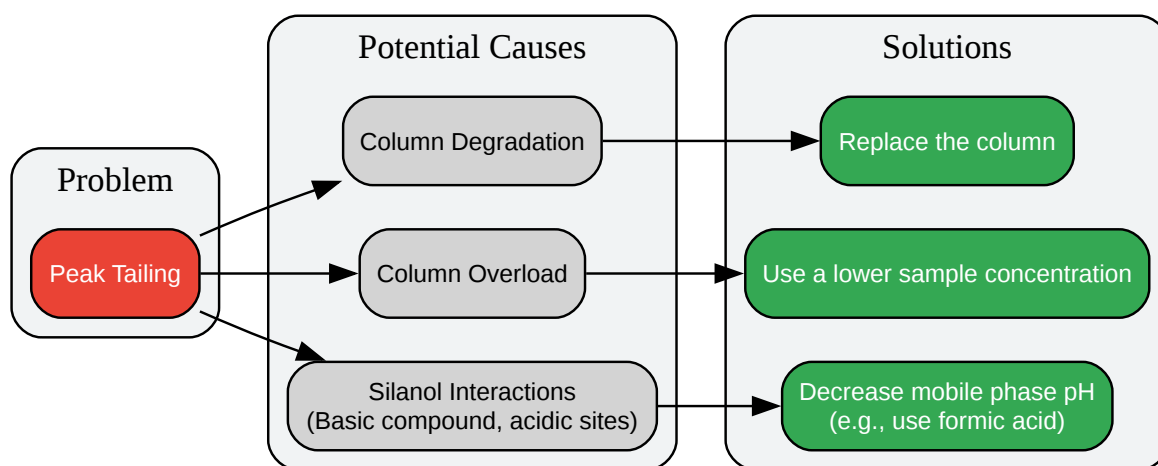 Problem
Peak Tailing
Potential Causes
Column Degradation
Column Overload
Silanol Interactions
(Basic compound, acidic sites)
Solutions
Replace the column
Use a lower sample concentration
Decrease mobile phase pH
(e.g., use formic acid)